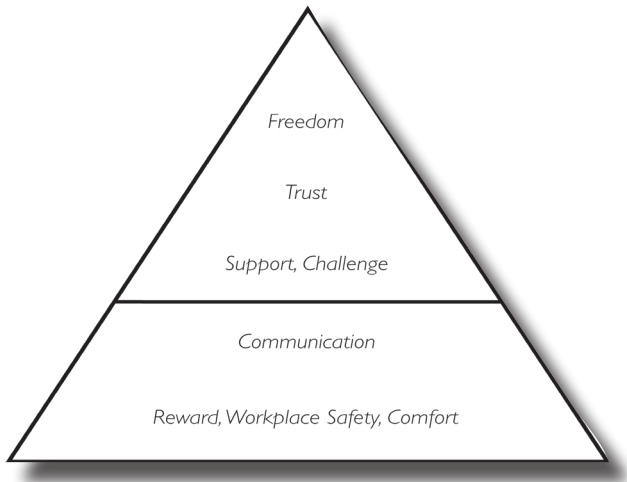 Freedom
Trust
Support, Challenge
Communication
Reward, Workplace Safety, Comfort